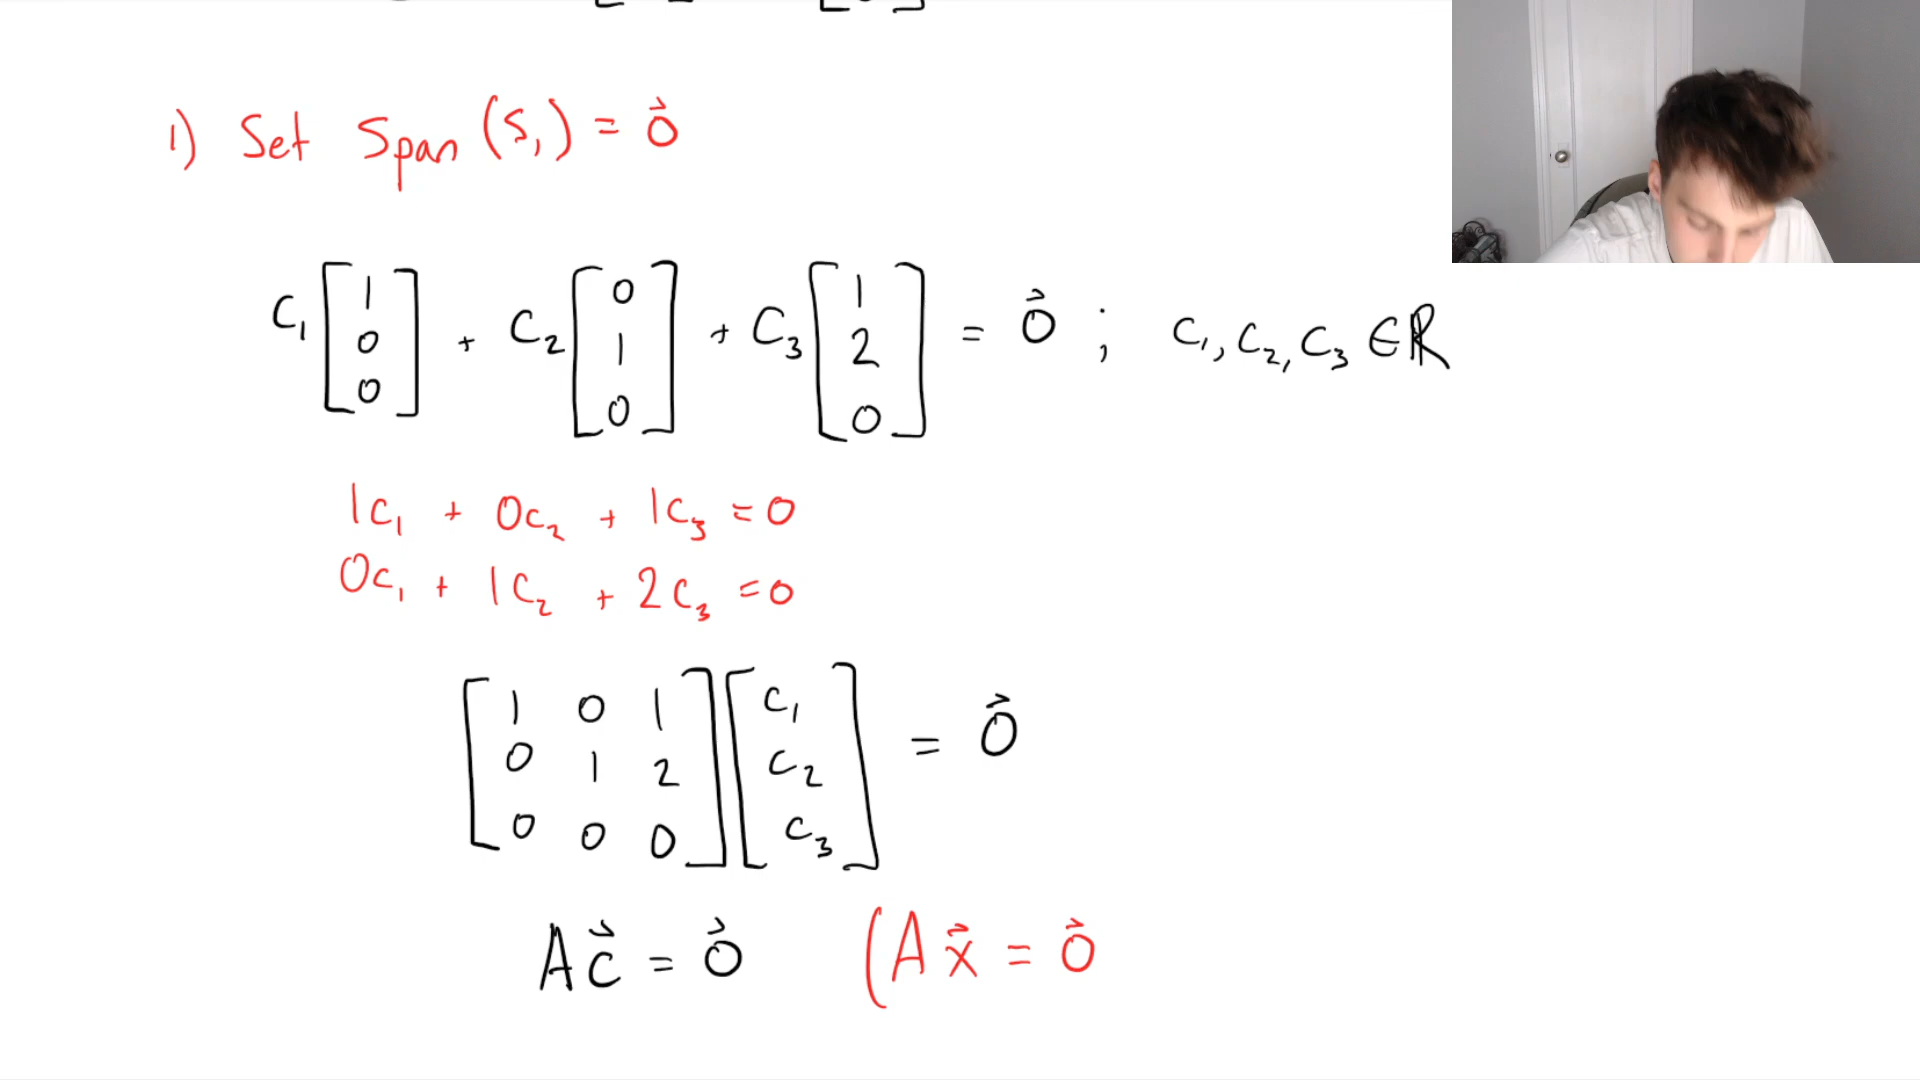 1) Set Span(S₁) = 0⃗
C₁ [1 0 0] + C₂ [0 1 0] + C₃ [1 2 0] = 0⃗ ; C₁, C₂, C₃ ∈ ℝ
1C₁ + 0C₂ + 1C₃ = 0
0C₁ + 1C₂ + 2C₃ = 0
[1 0 1
0 1 2
0 0 0] [C₁ C₂ C₃] = 0⃗
Ac⃗ = 0⃗ (Ax⃗ = 0⃗